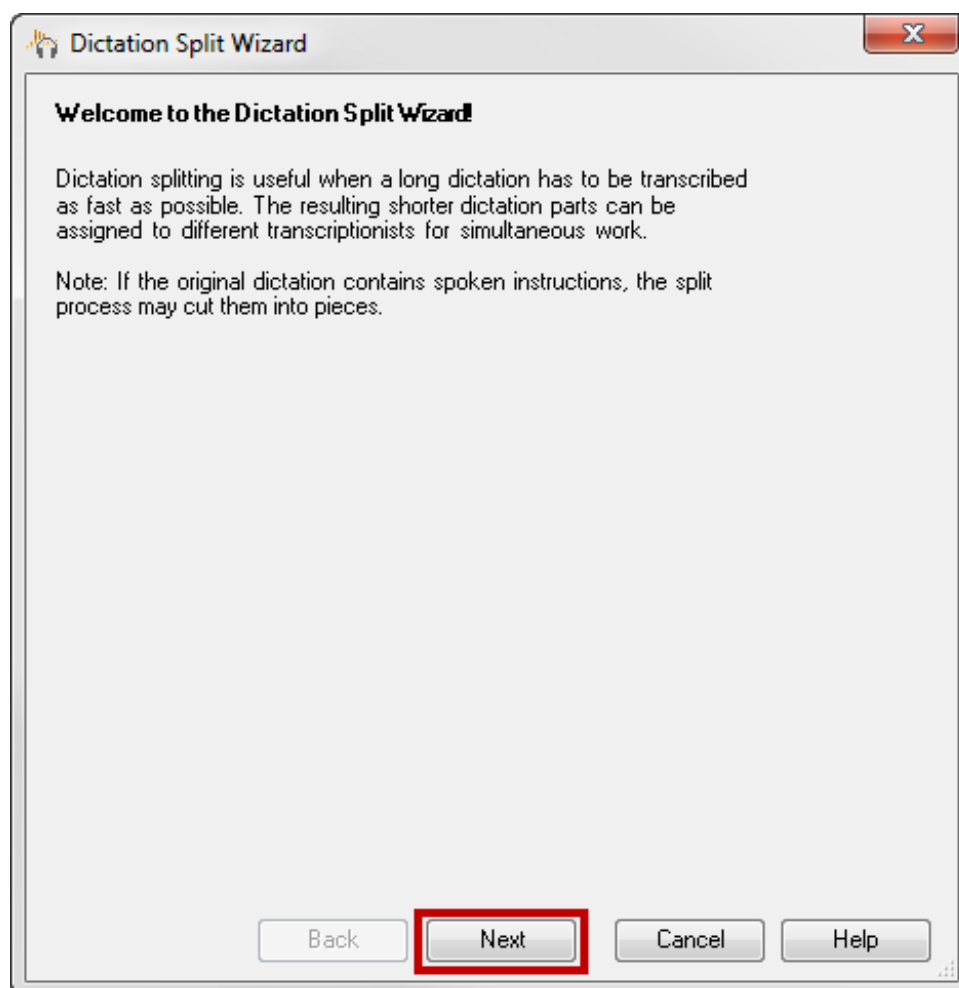 Dictation Split Wizard
Welcome to the Dictation Split Wizard!
Dictation splitting is useful when a long dictation has to be transcribed
as fast as possible. The resulting shorter dictation parts can be
assigned to different transcriptionists for simultaneous work.
Note: If the original dictation contains spoken instructions, the split
process may cut them into pieces.
Back Next Cancel Help